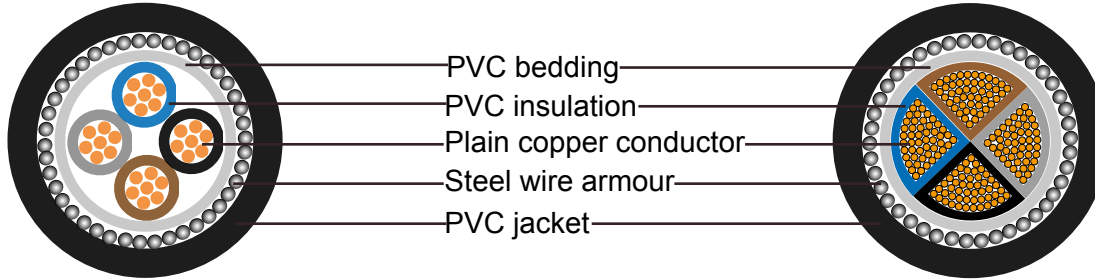 PVC bedding
PVC insulation
Plain copper conductor
Steel wire armour
PVC jacket